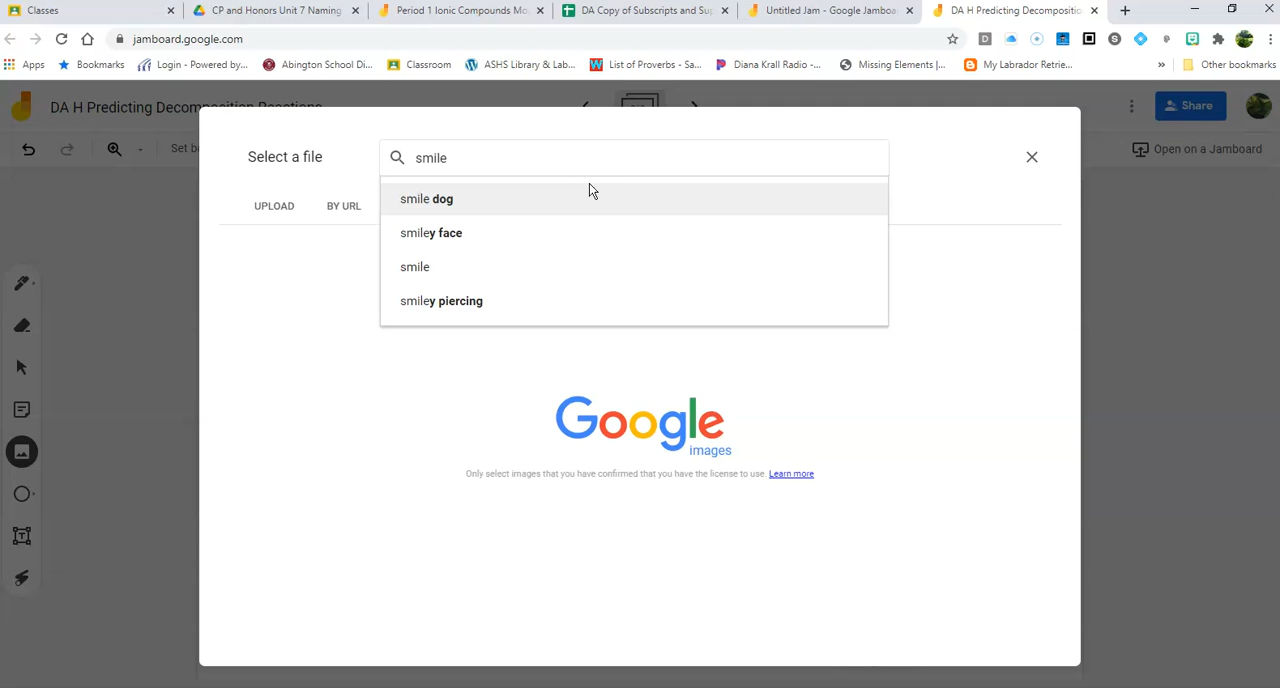 Classes
CP and Honors Unit 7 Naming
Period 1 Ionic Compounds Mo
DA Copy of Subscripts and Sup
Untitled Jam - Google Jamboa
DA H Predicting Decompositio
jamboard.google.com
Apps
Bookmarks
Login - Powered by...
Abington School Di...
Classroom
ASHS Library & Lab...
List of Proverbs - Sa...
Diana Krall Radio -...
Missing Elements |...
My Labrador Retrie...
»
Other bookmarks
DA H Predicting Decomposition Reactions
Share
Set b
Open on a Jamboard
Select a file
smile
UPLOAD
BY URL
smile dog
smiley face
smile
smiley piercing
Google
images
Only select images that you have confirmed that you have the license to use. Learn more